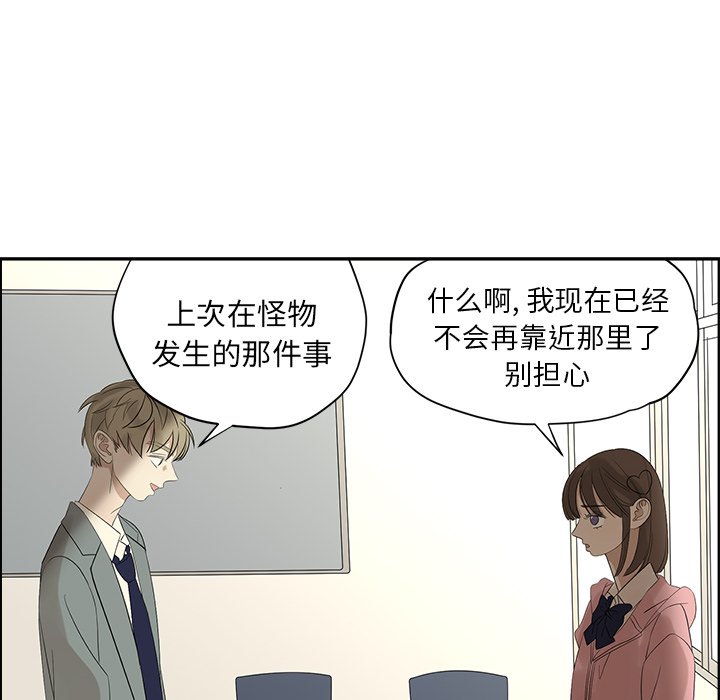 上次在怪物
发生的那件事
什么啊, 我现在已经
不会再靠近那里了
别担心